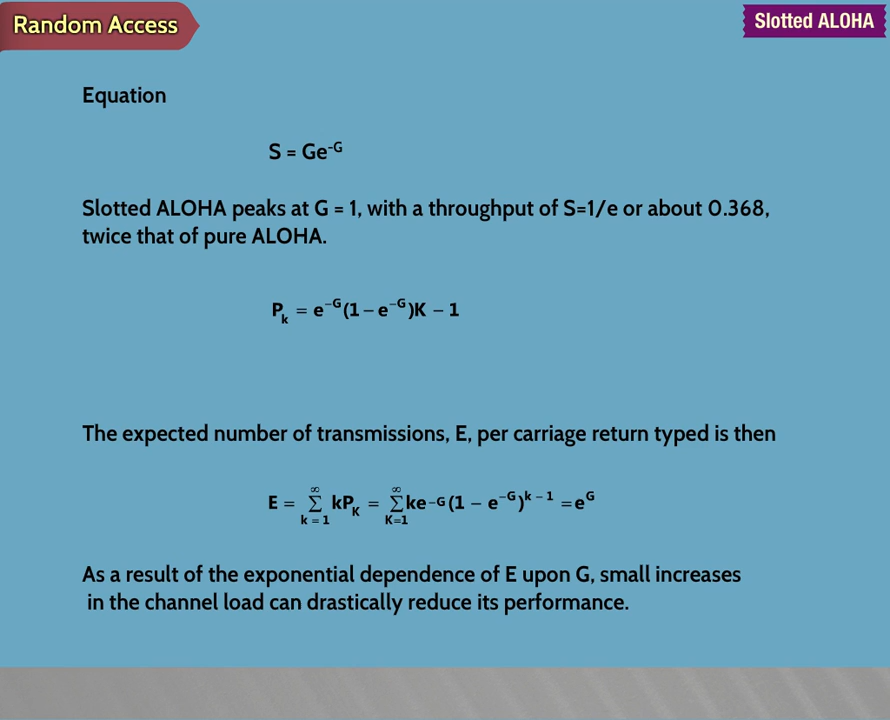 Random Access
Slotted ALOHA
Equation
S = Ge⁻ᴳ
Slotted ALOHA peaks at G = 1, with a throughput of S=1/e or about 0.368,
twice that of pure ALOHA.
Pₖ = e⁻ᴳ(1 – e⁻ᴳ)K – 1
The expected number of transmissions, E, per carriage return typed is then
E = ∑_{k = 1}^{∞} kP_K = ∑_{K=1}^{∞} ke-G(1 – e⁻ᴳ)ᵏ⁻¹ =eᴳ
As a result of the exponential dependence of E upon G, small increases
in the channel load can drastically reduce its performance.